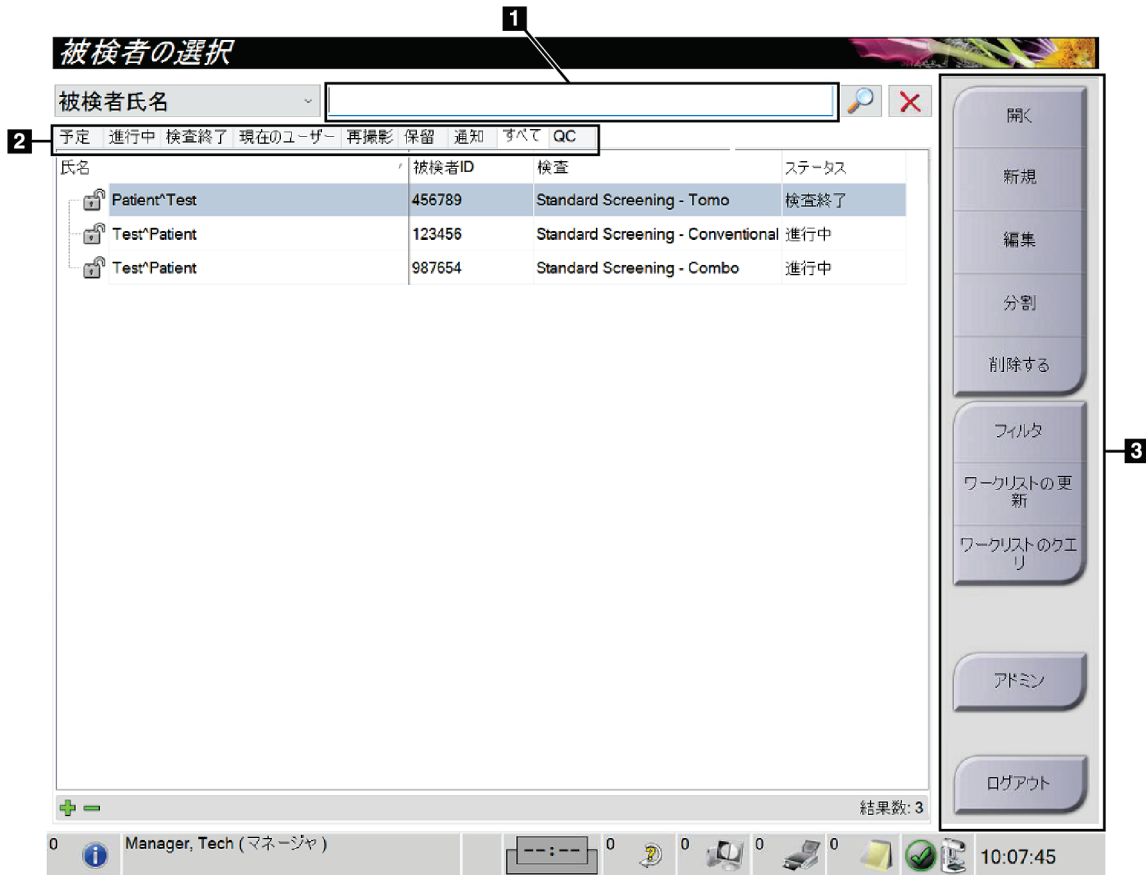 1
被検者の選択
被検者氏名
開く
2
予定 進行中 検査終了 現在のユーザー 再撮影 保留 通知 すべて QC
氏名 被検者ID 検査 ステータス
新規
Patient^Test 456789 Standard Screening - Tomo 検査終了
Test^Patient 123456 Standard Screening - Conventional 進行中
編集
Test^Patient 987654 Standard Screening - Combo 進行中
分割
削除する
フィルタ
3
ワークリストの更
新
ワークリストのクエ
リ
アドミン
ログアウト
結果数: 3
0 Manager, Tech (マネージャ) --:-- 0 0 0 0 10:07:45